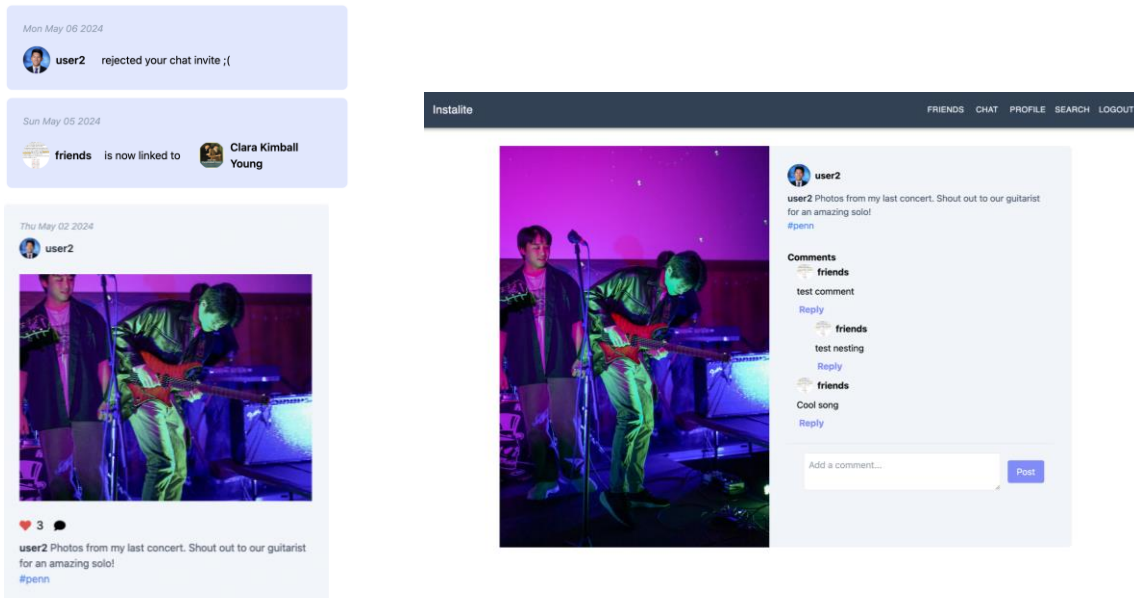 Mon May 06 2024
user2 rejected your chat invite ;(
Sun May 05 2024
friends is now linked to Clara Kimball
Young
Thu May 02 2024
user2
3
user2 Photos from my last concert. Shout out to our guitarist
for an amazing solo!
#penn
Instalite FRIENDS CHAT PROFILE SEARCH LOGOUT
user2
user2 Photos from my last concert. Shout out to our guitarist
for an amazing solo!
#penn
Comments
friends
test comment
Reply
friends
test nesting
Reply
friends
Cool song
Reply
Add a comment...
Post